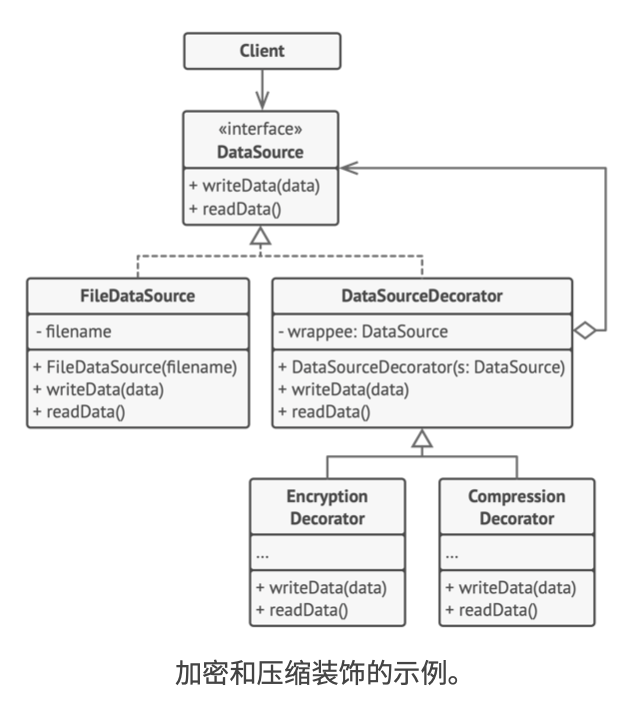 Client
«interface»
DataSource
+ writeData(data)
+ readData()
FileDataSource
- filename
+ FileDataSource(filename)
+ writeData(data)
+ readData()
DataSourceDecorator
- wrappee: DataSource
+ DataSourceDecorator(s: DataSource)
+ writeData(data)
+ readData()
Encryption
Decorator
...
+ writeData(data)
+ readData()
Compression
Decorator
...
+ writeData(data)
+ readData()
加密和压缩装饰的示例。